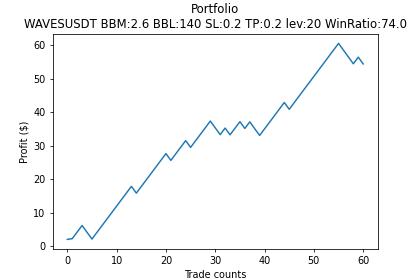 Portfolio
WAVESUSDT BBM:2.6 BBL:140 SL:0.2 TP:0.2 lev:20 WinRatio:74.0
Profit ($)
60
50
40
30
20
10
0
0 10 20 30 40 50 60
Trade counts